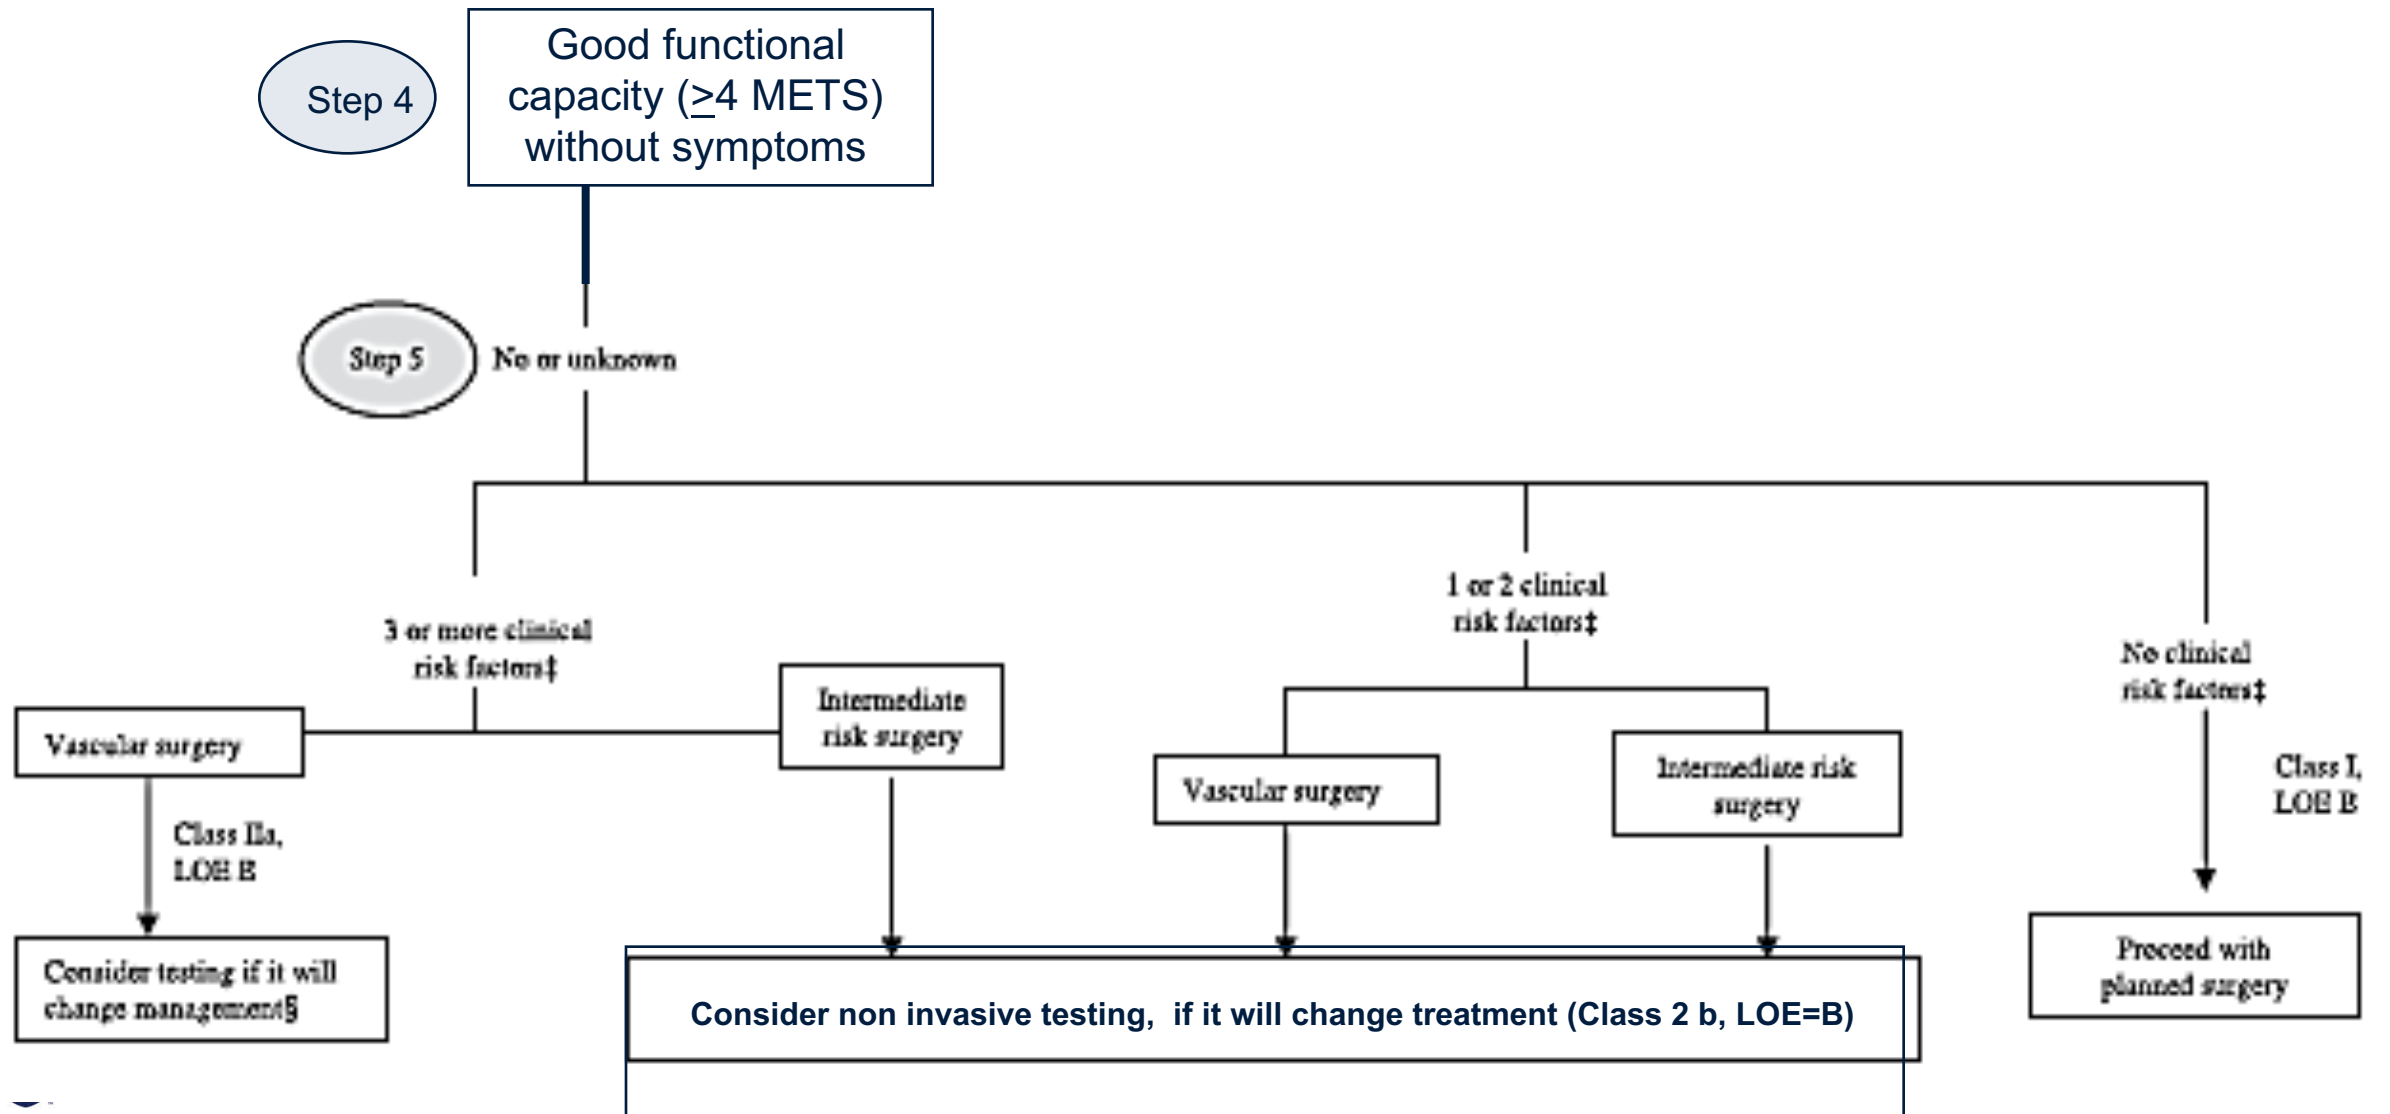 Step 4
Good functional
capacity (≥4 METS)
without symptoms
Step 5
No or unknown
3 or more clinical
risk factors‡
1 or 2 clinical
risk factors‡
No clinical
risk factors‡
Vascular surgery
Intermediate
risk surgery
Vascular surgery
Intermediate risk
surgery
Class IIa,
LOE B
Class I,
LOE B
Consider testing if it will
change management§
Consider non invasive testing,  if it will change treatment (Class 2 b, LOE=B)
Proceed with
planned surgery